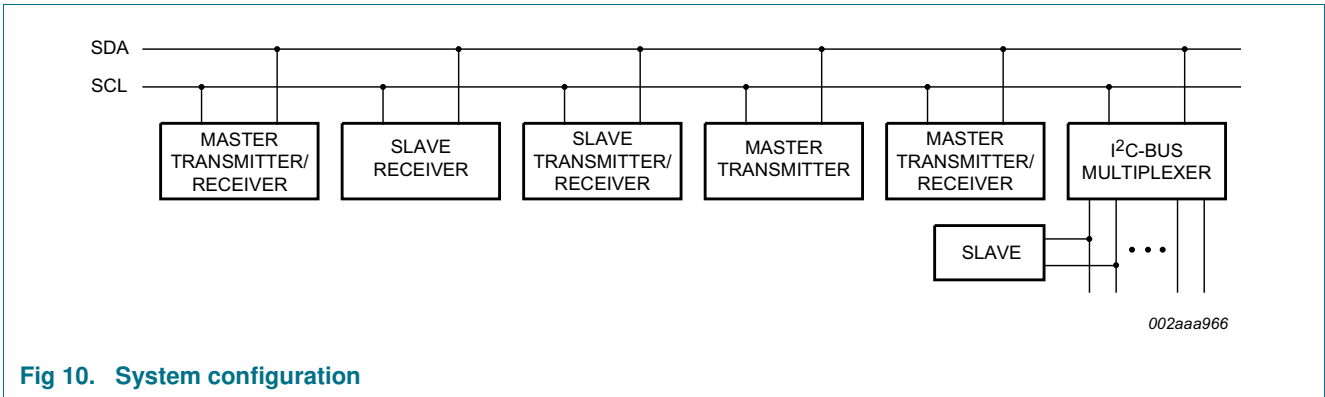 SDA
SCL
MASTER
TRANSMITTER/
RECEIVER
SLAVE
RECEIVER
SLAVE
TRANSMITTER/
RECEIVER
MASTER
TRANSMITTER
MASTER
TRANSMITTER/
RECEIVER
I²C-BUS
MULTIPLEXER
SLAVE
002aaa966
Fig 10. System configuration